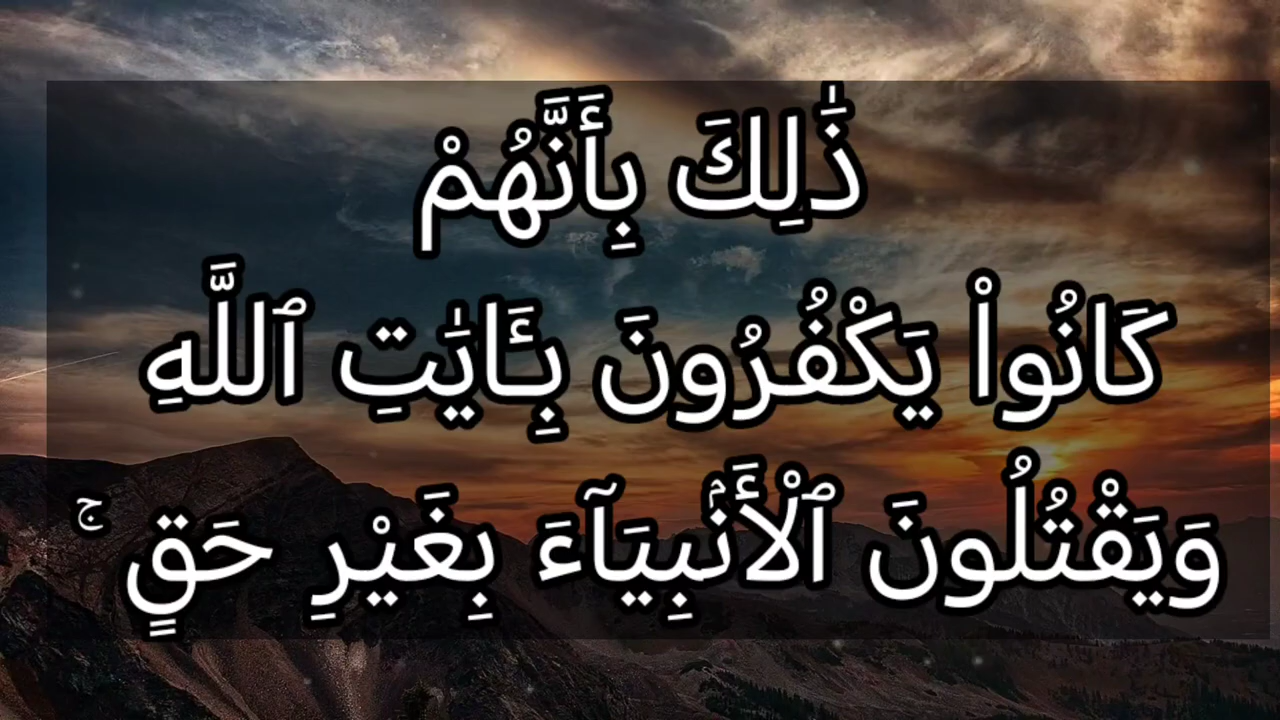 ذَٰلِكَ بِأَنَّهُمْ
كَانُوا۟ يَكْفُرُونَ بِـَٔايَٰتِ ٱللَّهِ
وَيَقْتُلُونَ ٱلْأَنۢبِيَآءَ بِغَيْرِ حَقٍ ۚ